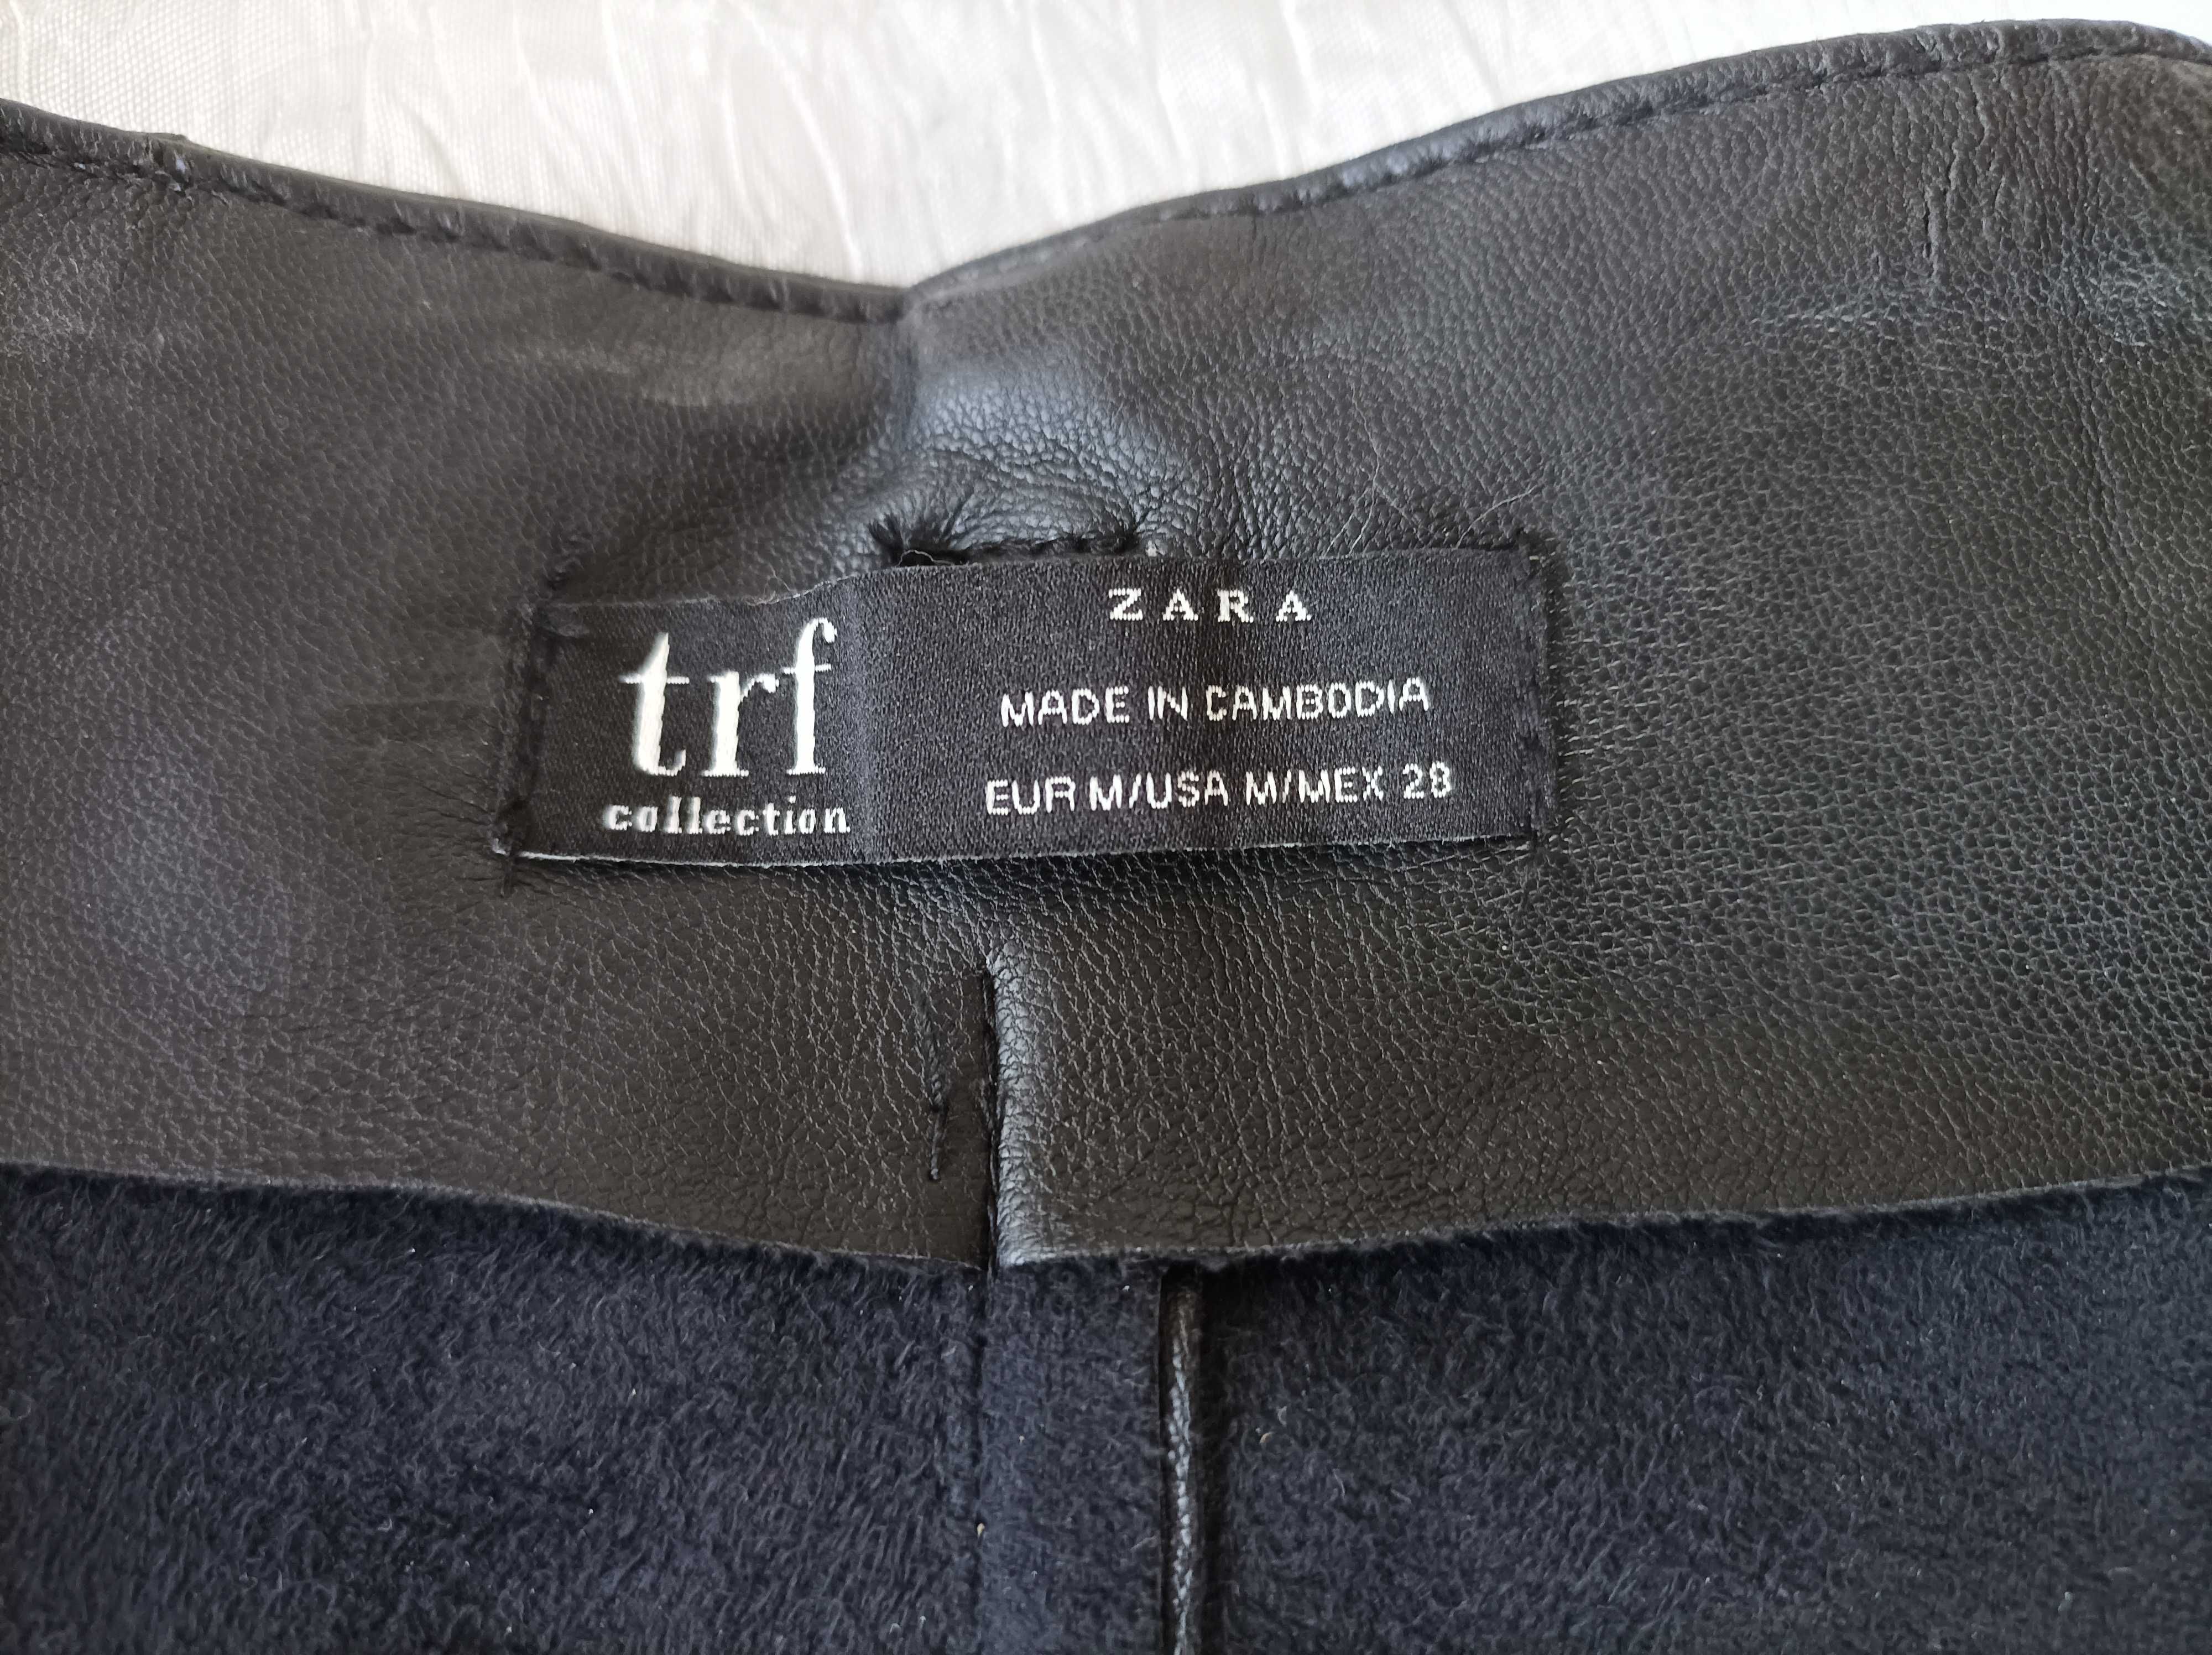 trf
collection
ZARA
MADE IN CAMBODIA
EUR M/USA M/MEX 28